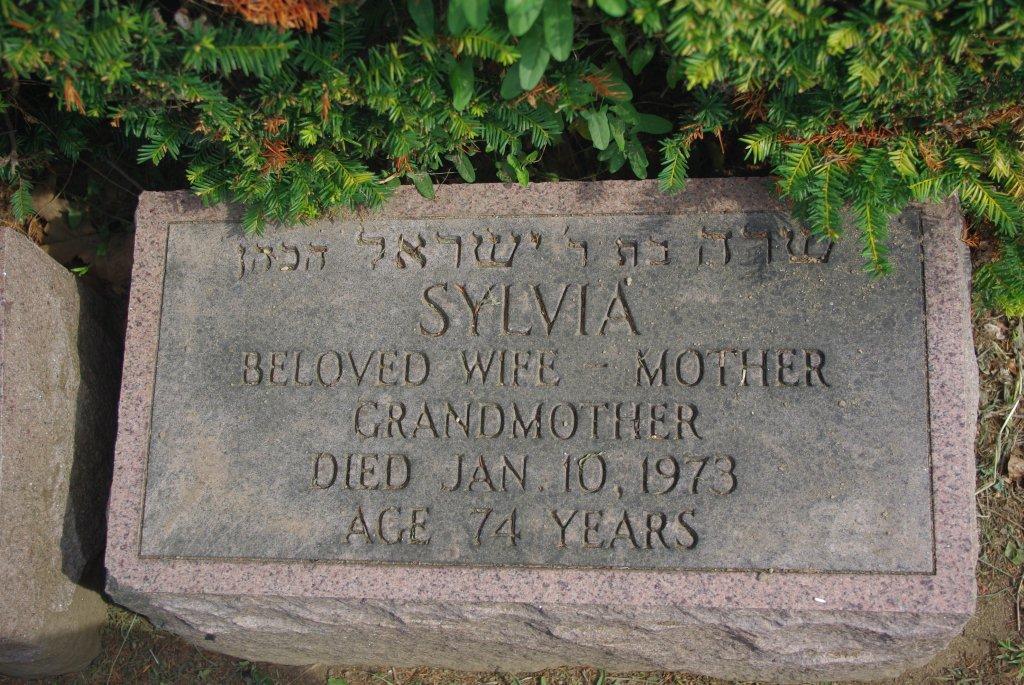 שרה בת ר' ישראל הכהן
SYLVIA
BELOVED WIFE – MOTHER
GRANDMOTHER
DIED JAN. 10, 1973
AGE 74 YEARS